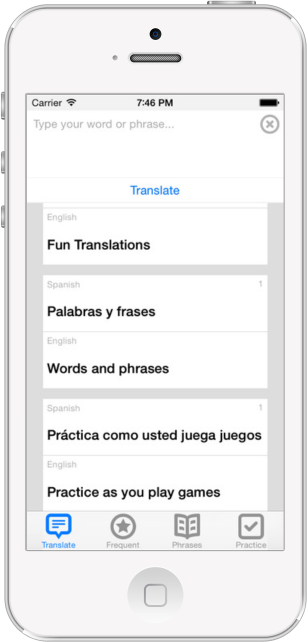 Carrier 7:46 PM
Type your word or phrase...
Translate
English
Fun Translations
Spanish 1
Palabras y frases
English
Words and phrases
Spanish 1
Práctica como usted juega juegos
English
Practice as you play games
Translate Frequent Phrases Practice